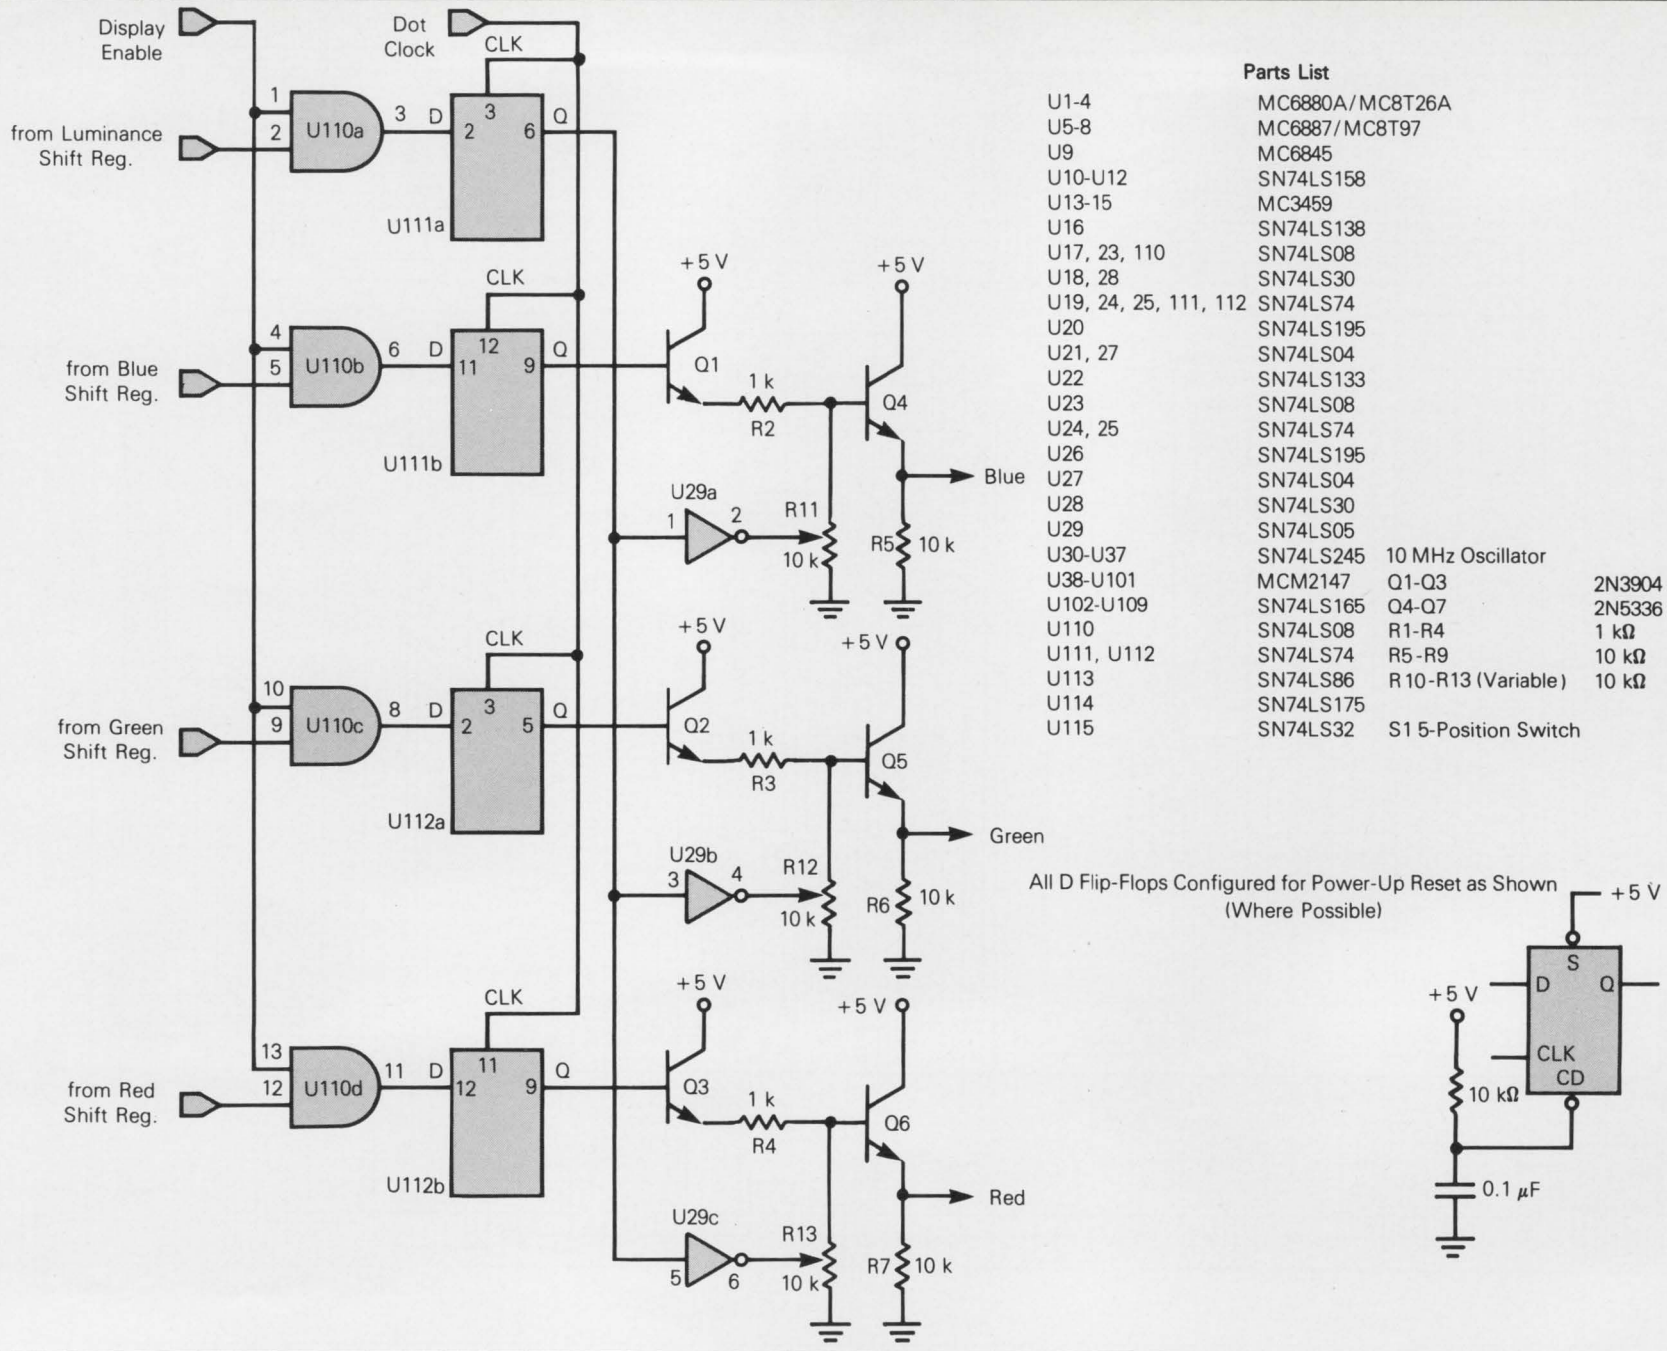 Display
Enable
Dot
Clock
CLK
1
2
U110a
3
D
2
3
6
Q
from Luminance
Shift Reg.
U111a
CLK
4
5
U110b
6
D
11
12
9
Q
from Blue
Shift Reg.
U111b
+5 V
Q1
1 k
R2
+5 V
Q4
Blue
U29a
1
2
R11
10 k
R5
10 k
CLK
10
9
U110c
8
D
2
3
5
Q
from Green
Shift Reg.
U112a
+5 V
Q2
1 k
R3
+5 V
Q5
Green
U29b
3
4
R12
10 k
R6
10 k
CLK
13
12
U110d
11
D
12
11
9
Q
from Red
Shift Reg.
U112b
+5 V
Q3
1 k
R4
+5 V
Q6
Red
U29c
5
6
R13
10 k
R7
10 k
Parts List
U1-4 MC6880A/MC8T26A
U5-8 MC6887/MC8T97
U9 MC6845
U10-U12 SN74LS158
U13-15 MC3459
U16 SN74LS138
U17, 23, 110 SN74LS08
U18, 28 SN74LS30
U19, 24, 25, 111, 112 SN74LS74
U20 SN74LS195
U21, 27 SN74LS04
U22 SN74LS133
U23 SN74LS08
U24, 25 SN74LS74
U26 SN74LS195
U27 SN74LS04
U28 SN74LS30
U29 SN74LS05
U30-U37 SN74LS245 10 MHz Oscillator
U38-U101 MCM2147 Q1-Q3 2N3904
U102-U109 SN74LS165 Q4-Q7 2N5336
U110 SN74LS08 R1-R4 1 kΩ
U111, U112 SN74LS74 R5-R9 10 kΩ
U113 SN74LS86 R10-R13 (Variable) 10 kΩ
U114 SN74LS175
U115 SN74LS32 S1 5-Position Switch
All D Flip-Flops Configured for Power-Up Reset as Shown
(Where Possible)
+5 V
S
D
Q
+5 V
CLK
CD
10 kΩ
0.1 μF